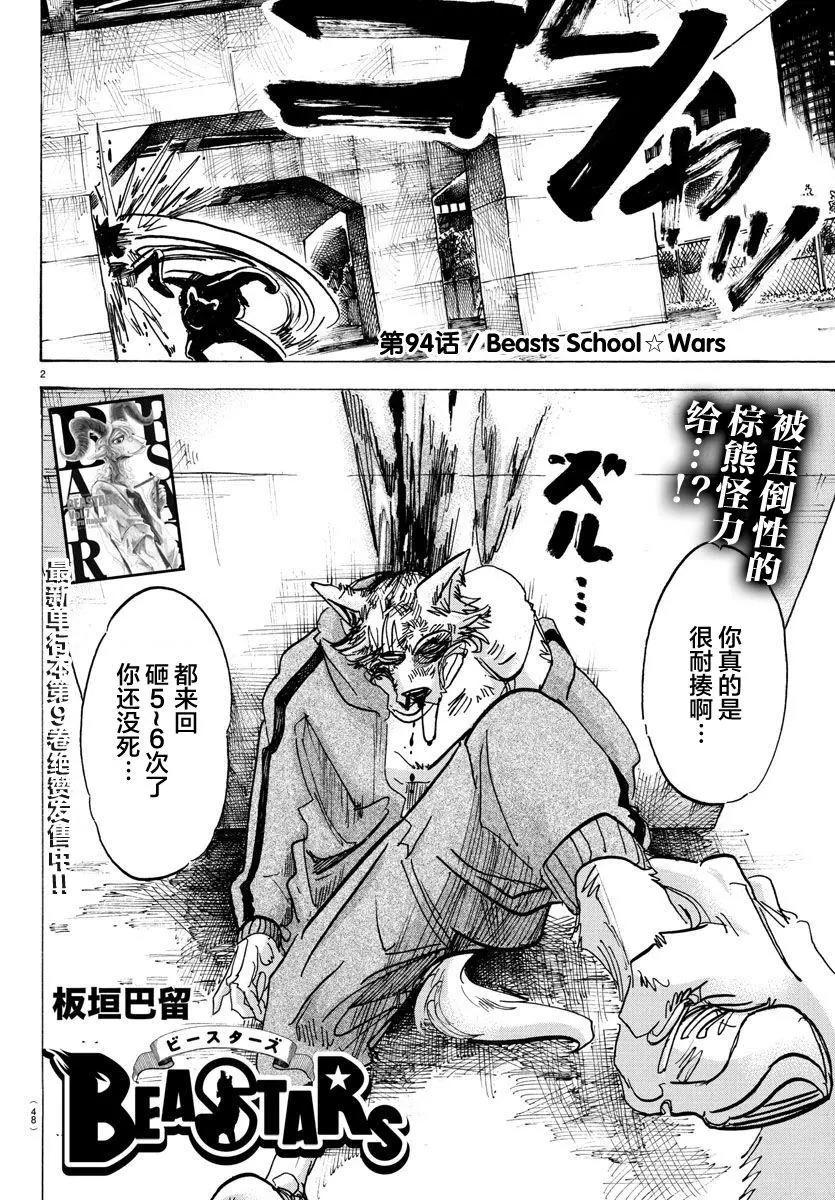 ゴシャッ
第94话 / Beasts School☆Wars
2
被压倒性的
棕熊怪力
给…!?
ズル……
你真的是
很耐揍啊…
都来回
砸5~6次了
你还没死…
最新单行本第9卷绝赞发售中!!
板垣巴留
ビースターズ
BEASTARS
(48)